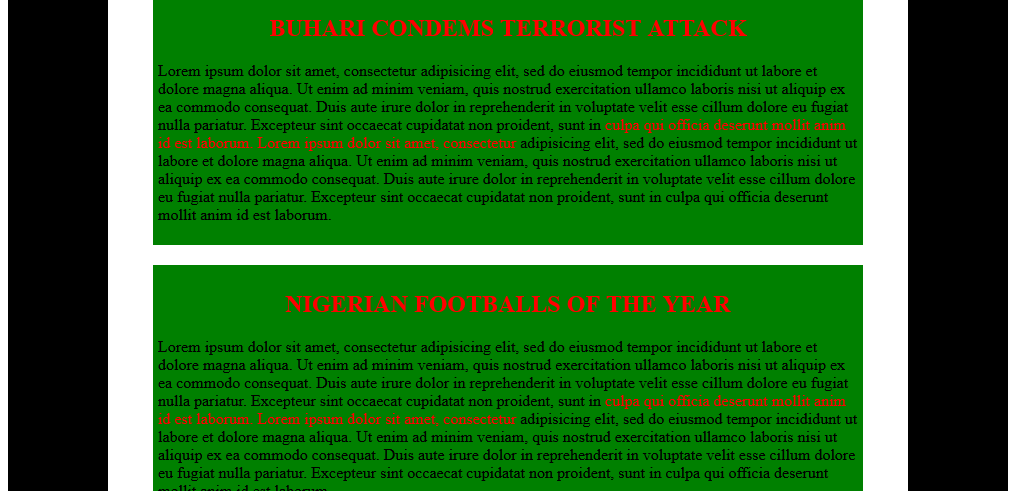 BUHARI CONDEMS TERRORIST ATTACK
Lorem ipsum dolor sit amet, consectetur adipisicing elit, sed do eiusmod tempor incididunt ut labore et
dolore magna aliqua. Ut enim ad minim veniam, quis nostrud exercitation ullamco laboris nisi ut aliquip ex
ea commodo consequat. Duis aute irure dolor in reprehenderit in voluptate velit esse cillum dolore eu fugiat
nulla pariatur. Excepteur sint occaecat cupidatat non proident, sunt in culpa qui officia deserunt mollit anim
id est laborum. Lorem ipsum dolor sit amet, consectetur adipisicing elit, sed do eiusmod tempor incididunt ut
labore et dolore magna aliqua. Ut enim ad minim veniam, quis nostrud exercitation ullamco laboris nisi ut
aliquip ex ea commodo consequat. Duis aute irure dolor in reprehenderit in voluptate velit esse cillum dolore
eu fugiat nulla pariatur. Excepteur sint occaecat cupidatat non proident, sunt in culpa qui officia deserunt
mollit anim id est laborum.
NIGERIAN FOOTBALLS OF THE YEAR
Lorem ipsum dolor sit amet, consectetur adipisicing elit, sed do eiusmod tempor incididunt ut labore et
dolore magna aliqua. Ut enim ad minim veniam, quis nostrud exercitation ullamco laboris nisi ut aliquip ex
ea commodo consequat. Duis aute irure dolor in reprehenderit in voluptate velit esse cillum dolore eu fugiat
nulla pariatur. Excepteur sint occaecat cupidatat non proident, sunt in culpa qui officia deserunt mollit anim
id est laborum. Lorem ipsum dolor sit amet, consectetur adipisicing elit, sed do eiusmod tempor incididunt ut
labore et dolore magna aliqua. Ut enim ad minim veniam, quis nostrud exercitation ullamco laboris nisi ut
aliquip ex ea commodo consequat. Duis aute irure dolor in reprehenderit in voluptate velit esse cillum dolore
eu fugiat nulla pariatur. Excepteur sint occaecat cupidatat non proident, sunt in culpa qui officia deserunt
mollit anim id est laborum.